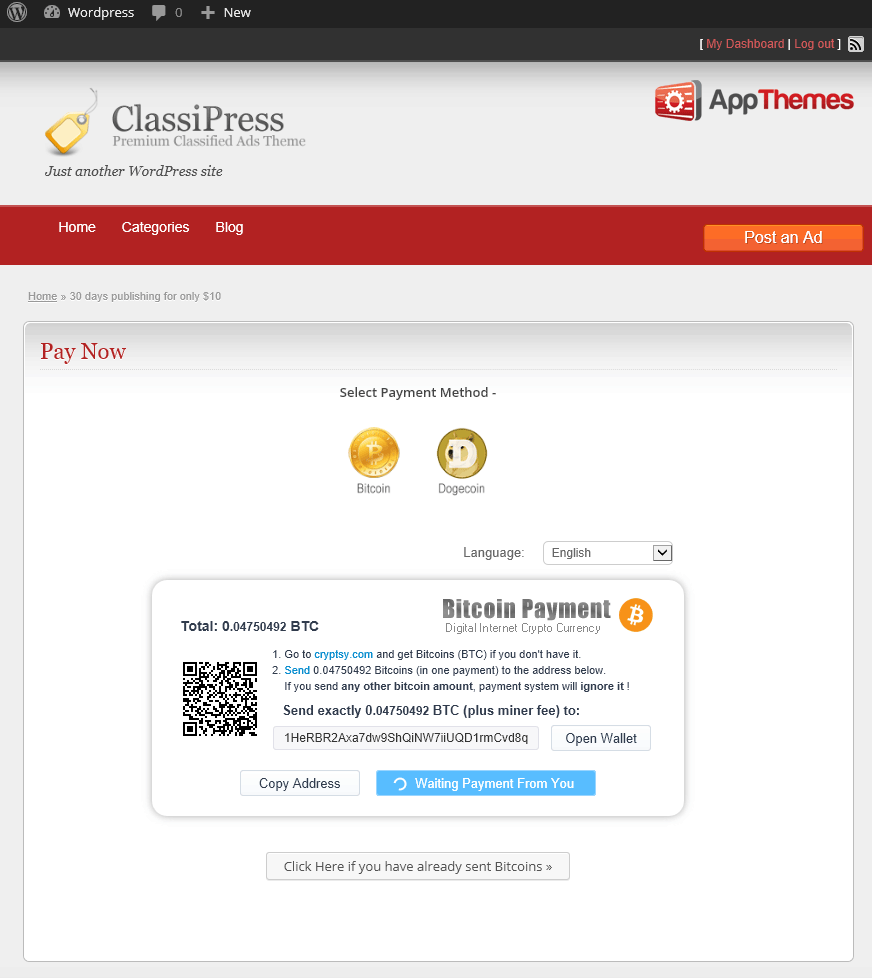 Wordpress 0 New
[ My Dashboard | Log out ]
ClassiPress
Premium Classified Ads Theme
Just another WordPress site
AppThemes
Home Categories Blog
Post an Ad
Home » 30 days publishing for only $10
Pay Now
Select Payment Method -
Bitcoin Dogecoin
Language: English
Bitcoin Payment
Digital Internet Crypto Currency
Total: 0.04750492 BTC
1. Go to cryptsy.com and get Bitcoins (BTC) if you don't have it.
2. Send 0.04750492 Bitcoins (in one payment) to the address below.
If you send any other bitcoin amount, payment system will ignore it !
Send exactly 0.04750492 BTC (plus miner fee) to:
1HeRBR2Axa7dw9ShQiNW7iiUQD1rmCvd8q Open Wallet
Copy Address Waiting Payment From You
Click Here if you have already sent Bitcoins »